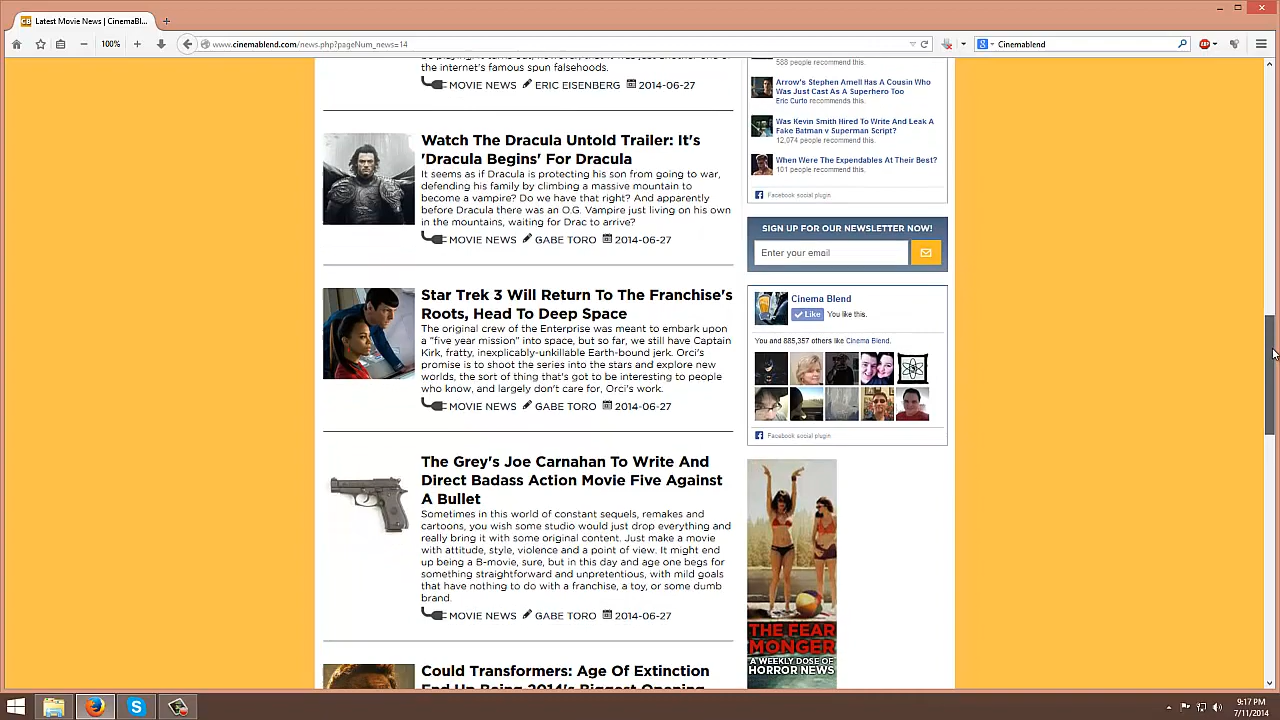 Latest Movie News | CinemaBl...
100%
www.cinemablend.com/news.php?pageNum_news=14
Cinemablend
the internet's famous spun falsehoods.
MOVIE NEWS ERIC EISENBERG 2014-06-27
Watch The Dracula Untold Trailer: It's
'Dracula Begins' For Dracula
It seems as if Dracula is protecting his son from going to war,
defending his family by climbing a massive mountain to
become a vampire? Do we have that right? And apparently
before Dracula there was an O.G. Vampire just living on his own
in the mountains, waiting for Drac to arrive?
MOVIE NEWS GABE TORO 2014-06-27
Star Trek 3 Will Return To The Franchise's
Roots, Head To Deep Space
The original crew of the Enterprise was meant to embark upon
a "five year mission" into space, but so far, we still have Captain
Kirk, fratty, inexplicably-unkillable Earth-bound jerk. Orci's
promise is to shoot the series into the stars and explore new
worlds, the sort of thing that's got to be interesting to people
who know, and largely don't care for, Orci's work.
MOVIE NEWS GABE TORO 2014-06-27
The Grey's Joe Carnahan To Write And
Direct Badass Action Movie Five Against
A Bullet
Sometimes in this world of constant sequels, remakes and
cartoons, you wish some studio would just drop everything and
really bring it with some original content. Just make a movie
with attitude, style, violence and a point of view. It might end
up being a B-movie, sure, but in this day and age one begs for
something straightforward and unpretentious, with mild goals
that have nothing to do with a franchise, a toy, or some dumb
brand.
MOVIE NEWS GABE TORO 2014-06-27
Could Transformers: Age Of Extinction
End Up Being 2014's Biggest Opening
588 people recommend this.
Arrow's Stephen Amell Has A Cousin Who
Was Just Cast As A Superhero Too
Eric Curto recommends this.
Was Kevin Smith Hired To Write And Leak A
Fake Batman v Superman Script?
12,074 people recommend this.
When Were The Expendables At Their Best?
101 people recommend this.
Facebook social plugin
SIGN UP FOR OUR NEWSLETTER NOW!
Enter your email
Cinema Blend
Like You like this.
You and 885,357 others like Cinema Blend.
Facebook social plugin
THE FEAR
MONGER
A WEEKLY DOSE OF
HORROR NEWS
9:17 PM
7/11/2014